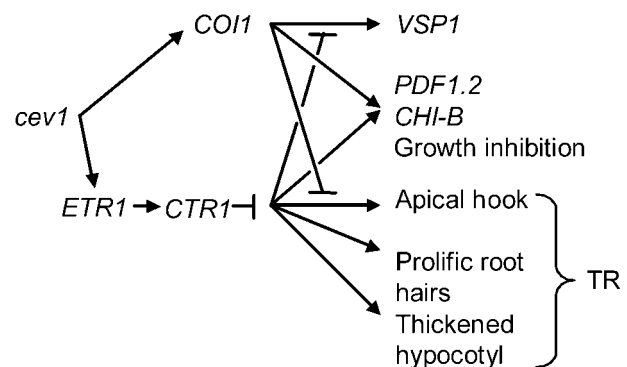 COI1
VSP1
PDF1.2
cev1
CHI-B
Growth inhibition
ETR1
CTR1
Apical hook
Prolific root
hairs
TR
Thickened
hypocotyl